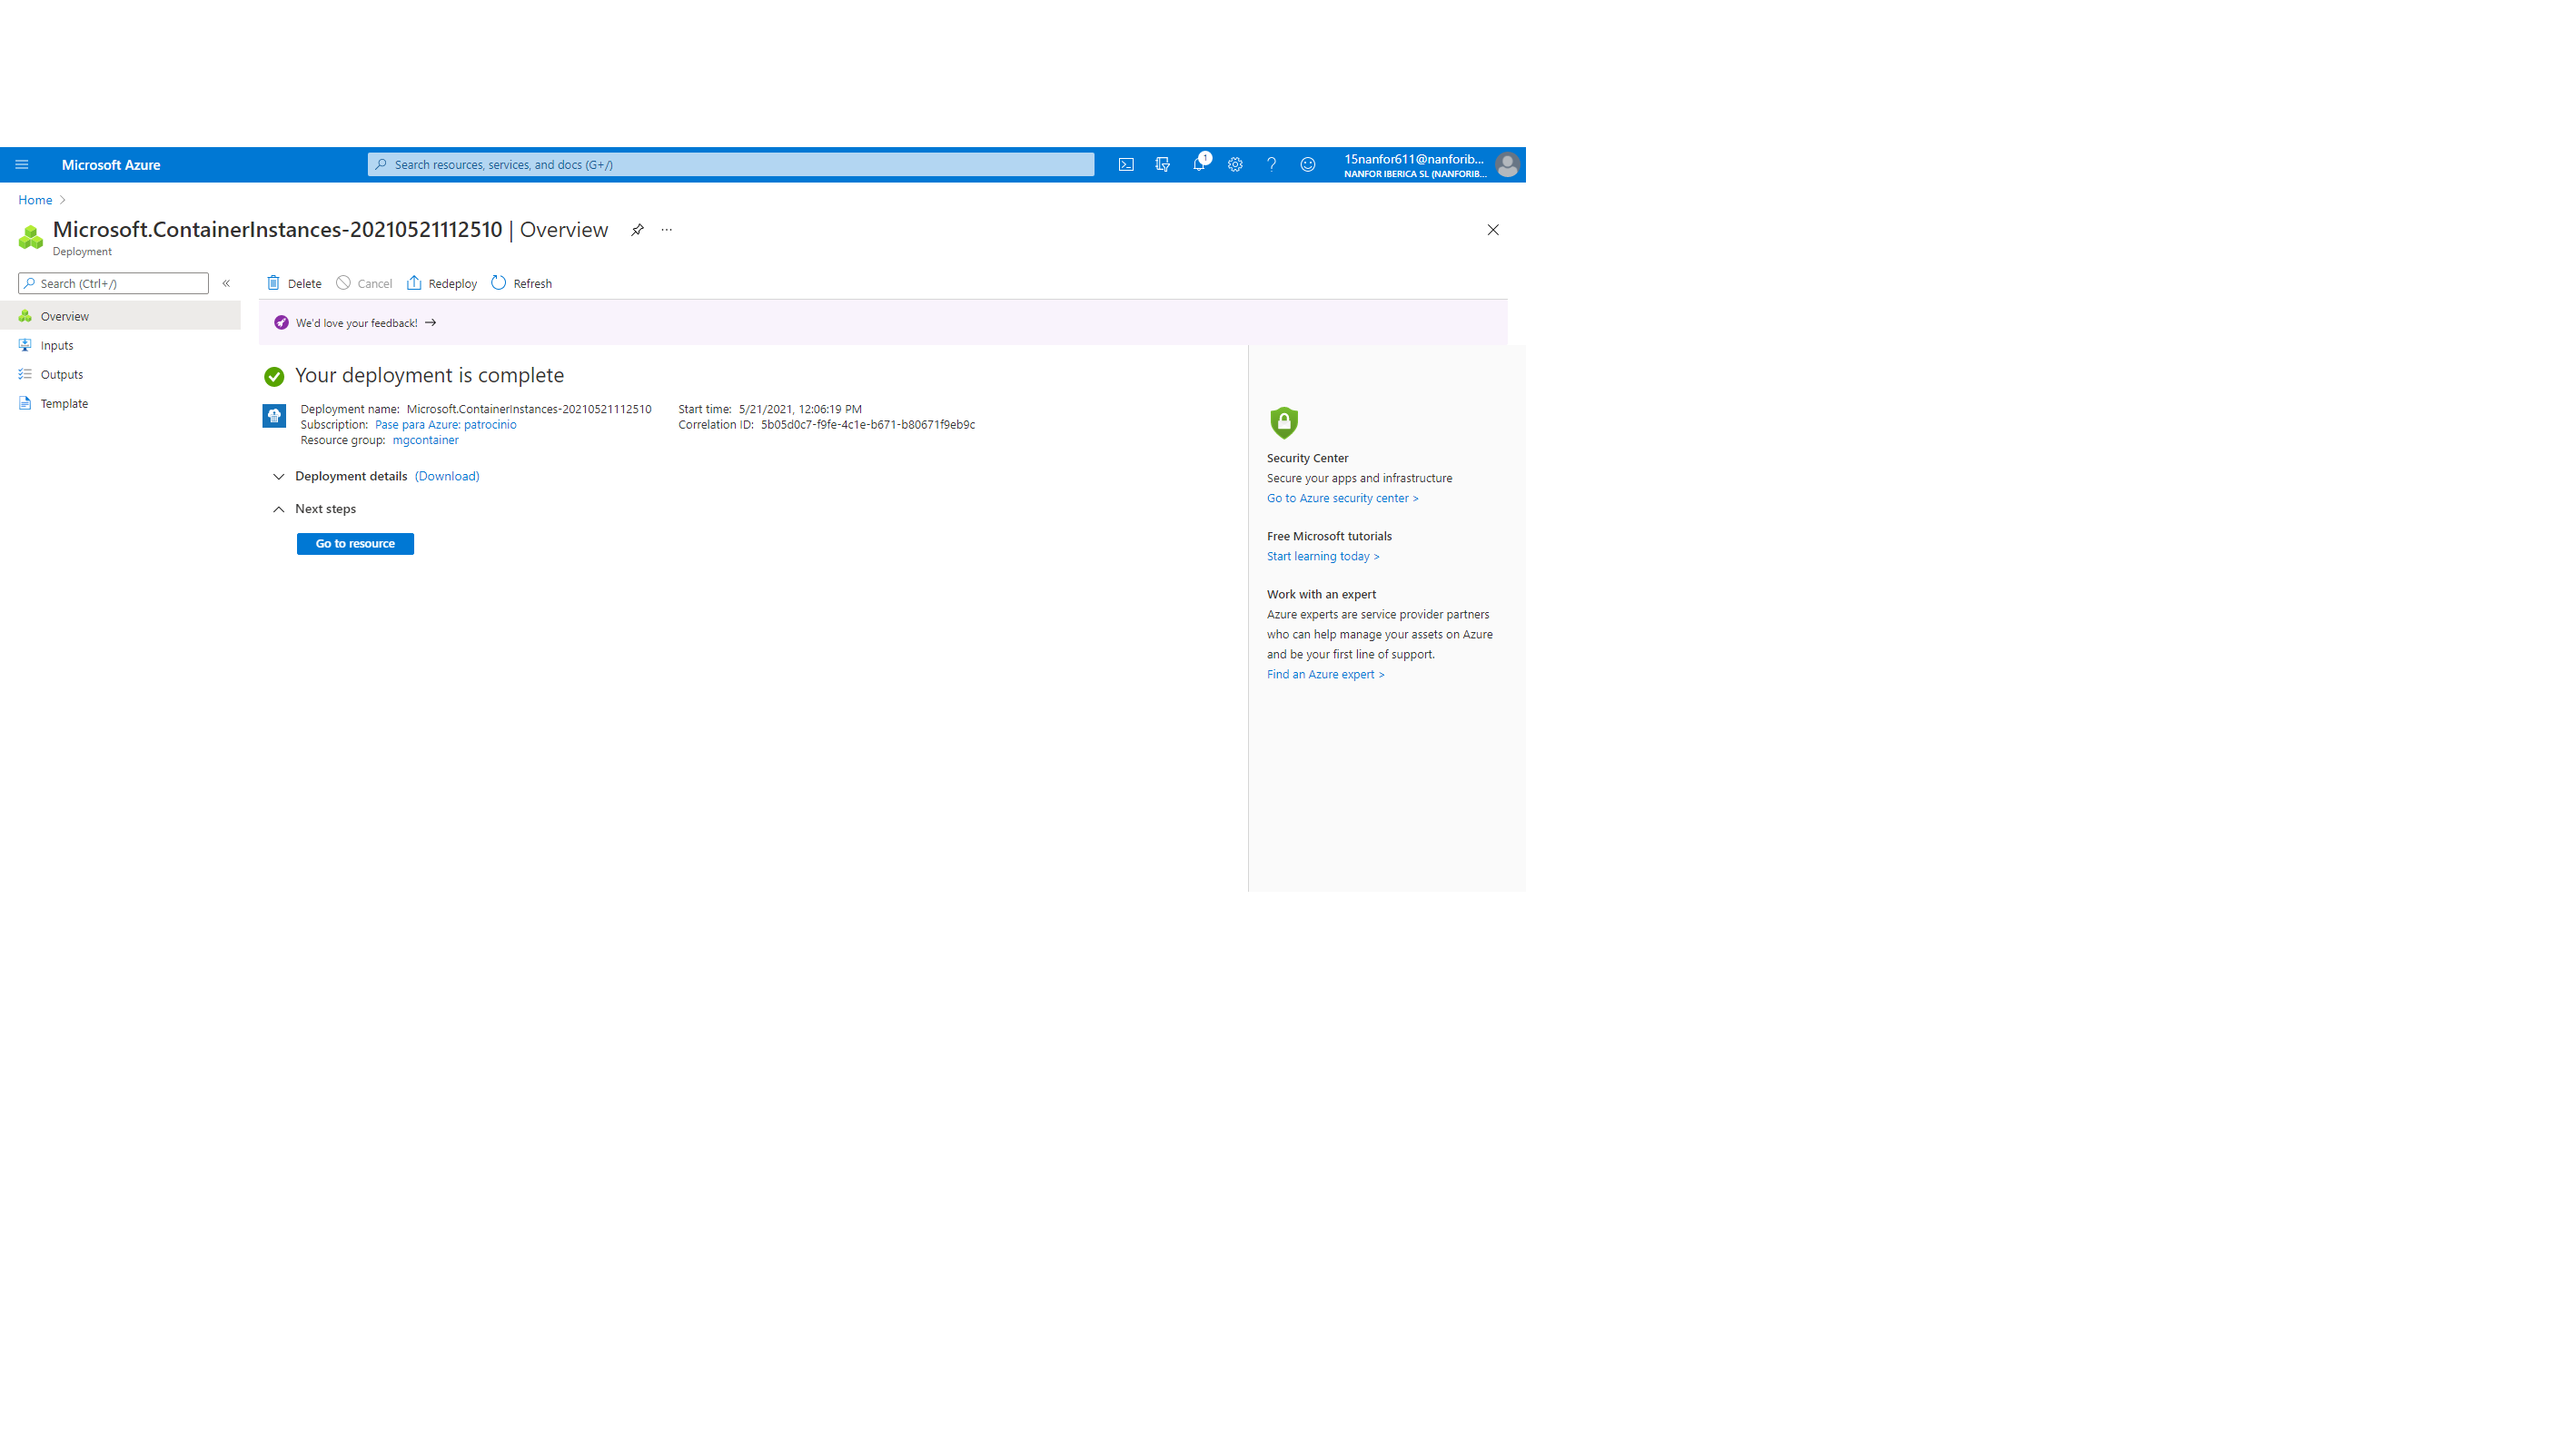 Microsoft Azure
Search resources, services, and docs (G+/)
1
15nanfor611@nanforib...
NANFOR IBERICA SL (NANFORIB...
Home
Microsoft.ContainerInstances-20210521112510 | Overview
Deployment
Search (Ctrl+/)
Delete
Cancel
Redeploy
Refresh
Overview
Inputs
Outputs
Template
We'd love your feedback!
Your deployment is complete
Deployment name: Microsoft.ContainerInstances-20210521112510
Subscription: Pase para Azure: patrocinio
Resource group: mgcontainer
Start time: 5/21/2021, 12:06:19 PM
Correlation ID: 5b05d0c7-f9fe-4c1e-b671-b80671f9eb9c
Deployment details (Download)
Next steps
Go to resource
Security Center
Secure your apps and infrastructure
Go to Azure security center >
Free Microsoft tutorials
Start learning today >
Work with an expert
Azure experts are service provider partners
who can help manage your assets on Azure
and be your first line of support.
Find an Azure expert >